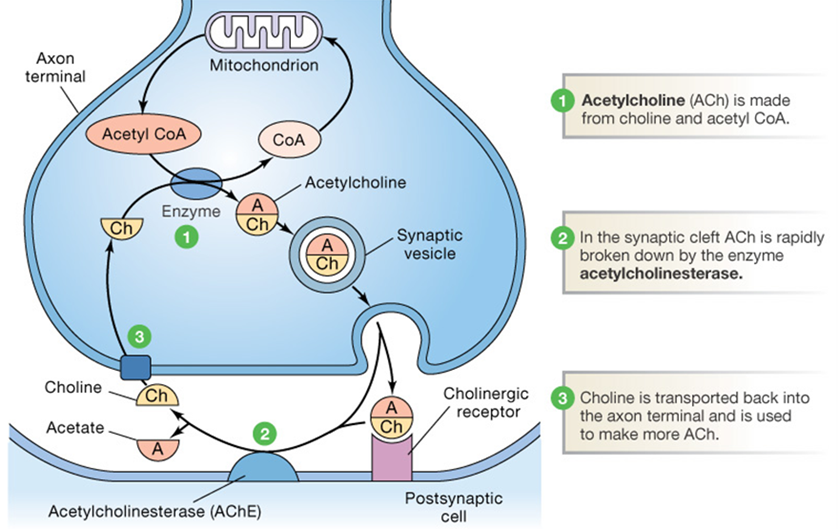 Axon
terminal
Mitochondrion
Acetyl CoA
CoA
Enzyme
1
Ch
A
Ch
Acetylcholine
A
Ch
Synaptic
vesicle
3
Choline
Ch
Acetate
A
2
A
Ch
Cholinergic
receptor
Acetylcholinesterase (AChE)
Postsynaptic
cell
1 Acetylcholine (ACh) is made
from choline and acetyl CoA.
2 In the synaptic cleft ACh is rapidly
broken down by the enzyme
acetylcholinesterase.
3 Choline is transported back into
the axon terminal and is used
to make more ACh.